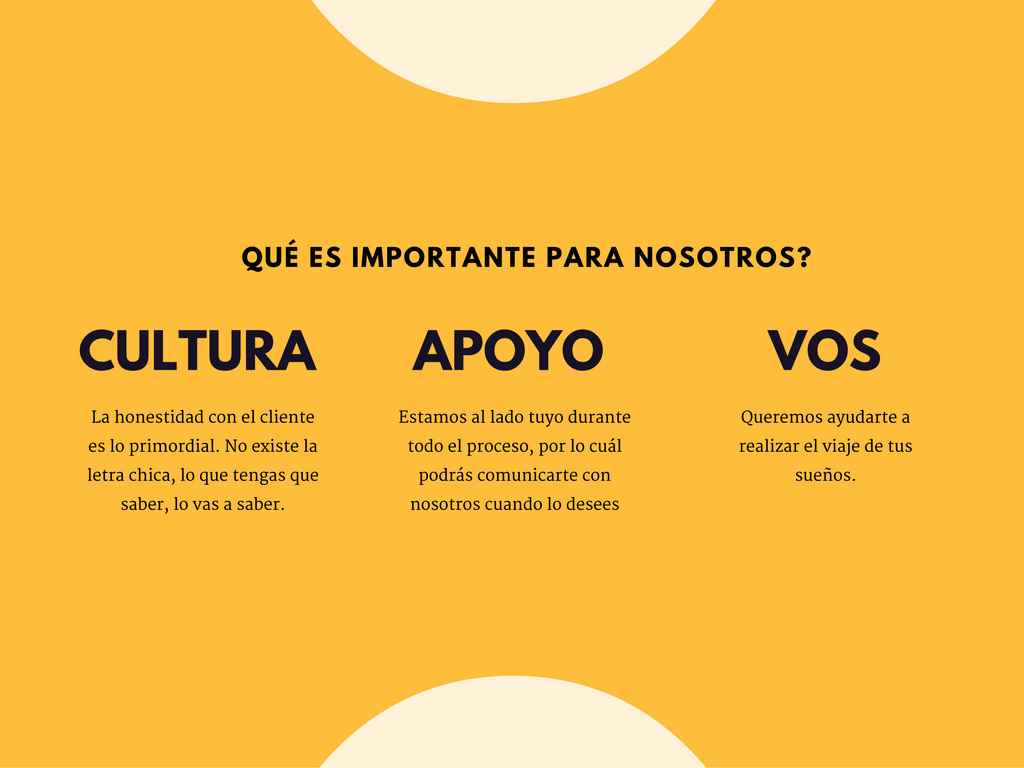 QUÉ ES IMPORTANTE PARA NOSOTROS?
CULTURA
La honestidad con el cliente
es lo primordial. No existe la
letra chica, lo que tengas que
saber, lo vas a saber.
APOYO
Estamos al lado tuyo durante
todo el proceso, por lo cuál
podrás comunicarte con
nosotros cuando lo desees
VOS
Queremos ayudarte a
realizar el viaje de tus
sueños.